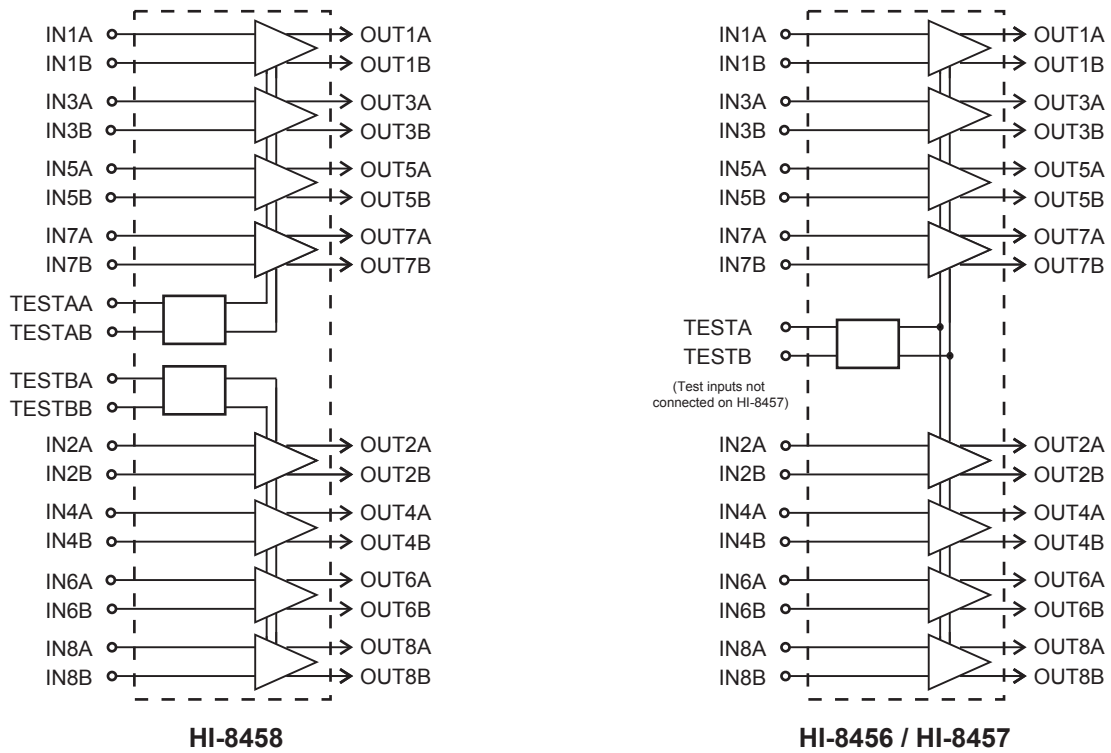 IN1A
OUT1A
IN1B
OUT1B
IN3A
OUT3A
IN3B
OUT3B
IN5A
OUT5A
IN5B
OUT5B
IN7A
OUT7A
IN7B
OUT7B
TESTAA
TESTAB
TESTBA
TESTBB
IN2A
OUT2A
IN2B
OUT2B
IN4A
OUT4A
IN4B
OUT4B
IN6A
OUT6A
IN6B
OUT6B
IN8A
OUT8A
IN8B
OUT8B
HI-8458
IN1A
OUT1A
IN1B
OUT1B
IN3A
OUT3A
IN3B
OUT3B
IN5A
OUT5A
IN5B
OUT5B
IN7A
OUT7A
IN7B
OUT7B
TESTA
TESTB
(Test inputs not
connected on HI-8457)
IN2A
OUT2A
IN2B
OUT2B
IN4A
OUT4A
IN4B
OUT4B
IN6A
OUT6A
IN6B
OUT6B
IN8A
OUT8A
IN8B
OUT8B
HI-8456 / HI-8457